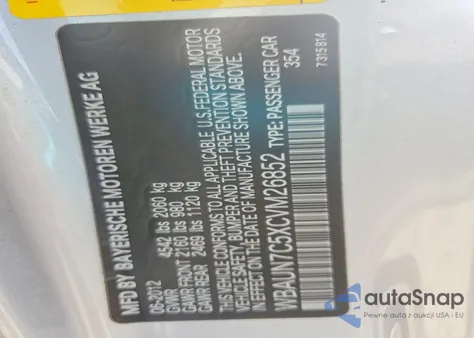 MFD BY BAYERISCHE MOTOREN WERKE AG
06-2012
GVWR 4542 lbs 2060 kg
GAWR FRONT 2160 lbs 980 kg
GAWR REAR 2469 lbs 1120 kg
THIS VEHICLE CONFORMS TO ALL APPLICABLE U.S.FEDERAL MOTOR
VEHICLE SAFETY, BUMPER AND THEFT PREVENTION STANDARDS
IN EFFECT ON THE DATE OF MANUFACTURE SHOWN ABOVE.
WBAUN7C5XCVM26852 TYPE: PASSENGER CAR
354
7315814
autoSnap
Pewne auto z USA i EU